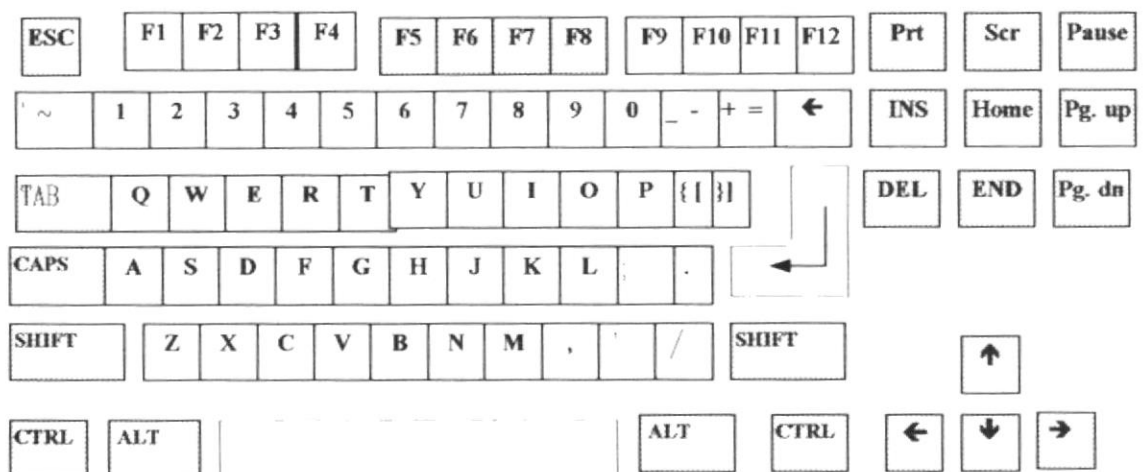 ESC F1 F2 F3 F4 F5 F6 F7 F8 F9 F10 F11 F12 Prt Scr Pause
` ~ 1 2 3 4 5 6 7 8 9 0 _ - + = ← INS Home Pg. up
TAB Q W E R T Y U I O P { [ } ] DEL END Pg. dn
CAPS A S D F G H J K L ; .
SHIFT Z X C V B N M , ' / SHIFT ↑
CTRL ALT ALT CTRL ← ↓ →